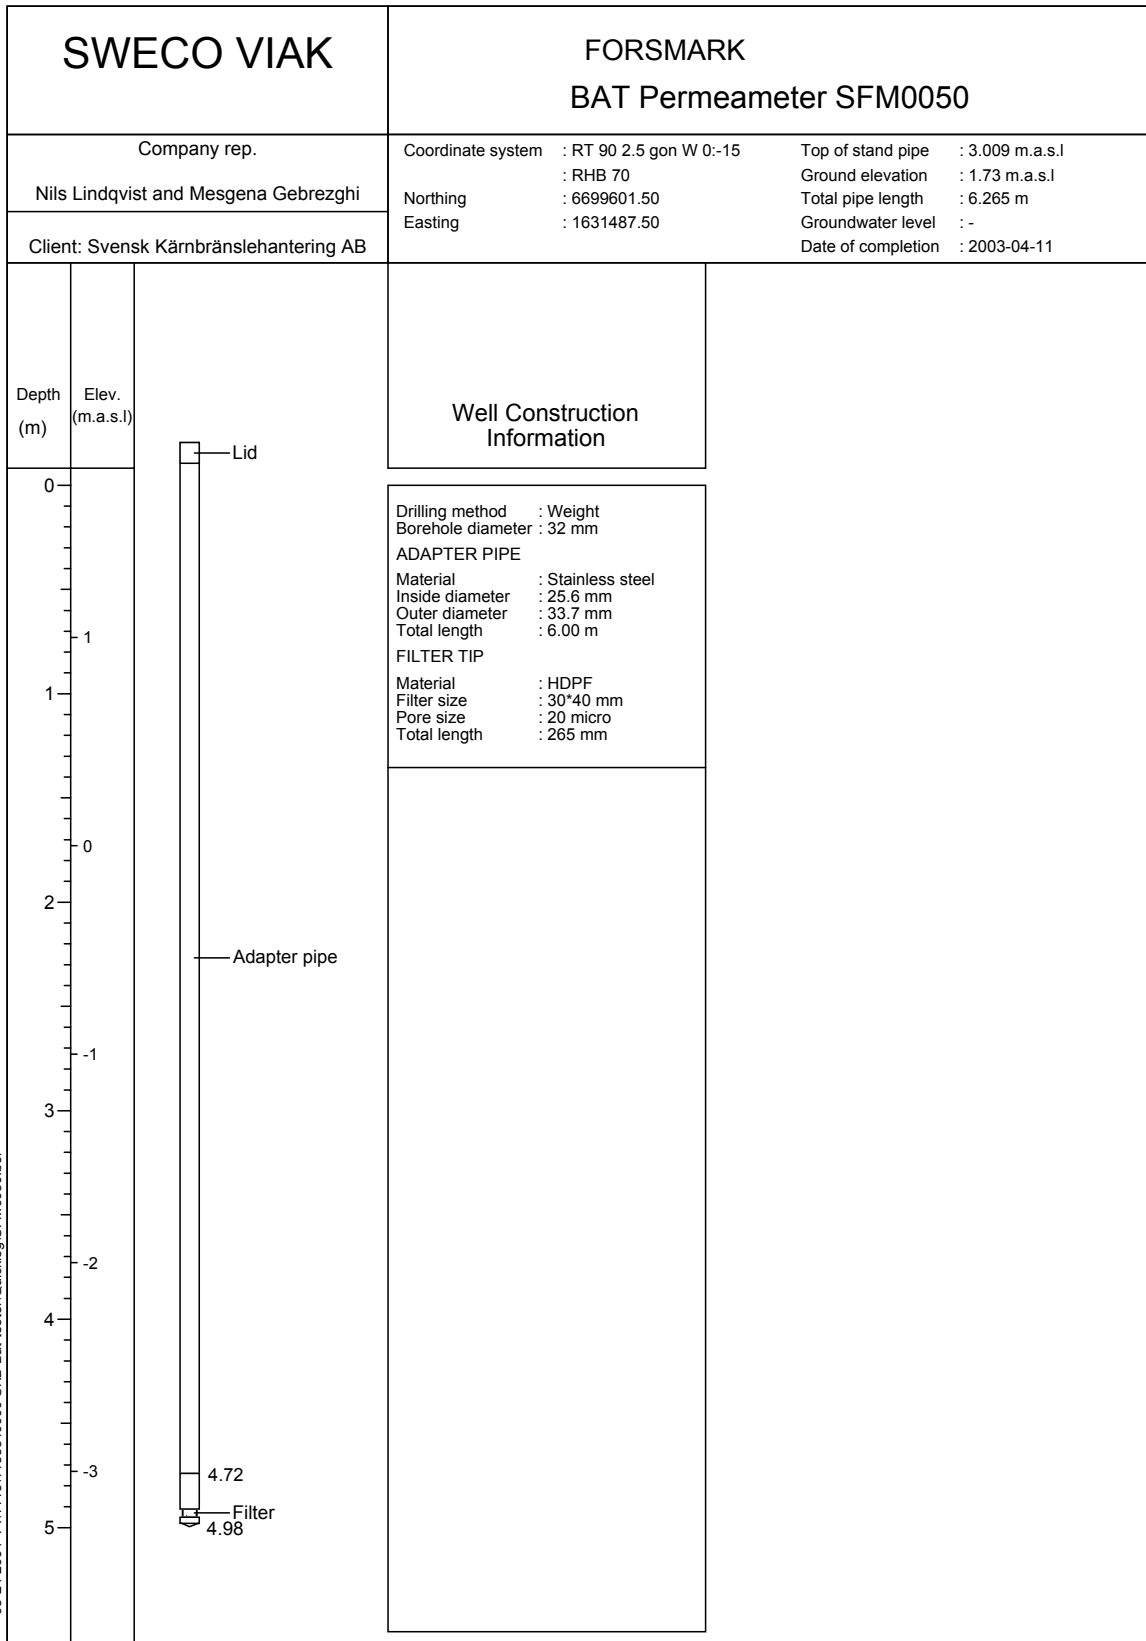 SWECO VIAK
FORSMARK
BAT Permeameter SFM0050
Company rep.
Nils Lindqvist and Mesgena Gebrezghi
Client: Svensk Kärnbränslehantering AB
Coordinate system : RT 90 2.5 gon W 0:-15
: RHB 70
Northing : 6699601.50
Easting : 1631487.50
Top of stand pipe : 3.009 m.a.s.l
Ground elevation : 1.73 m.a.s.l
Total pipe length : 6.265 m
Groundwater level : -
Date of completion : 2003-04-11
Depth
(m)
Elev.
(m.a.s.l)
Well Construction
Information
Lid
0
Drilling method : Weight
Borehole diameter : 32 mm
ADAPTER PIPE
Material : Stainless steel
Inside diameter : 25.6 mm
Outer diameter : 33.7 mm
Total length : 6.00 m
FILTER TIP
Material : HDPF
Filter size : 30*40 mm
Pore size : 20 micro
Total length : 265 mm
1
1
0
2
Adapter pipe
-1
3
-2
4
-3
4.72
Filter
4.98
5